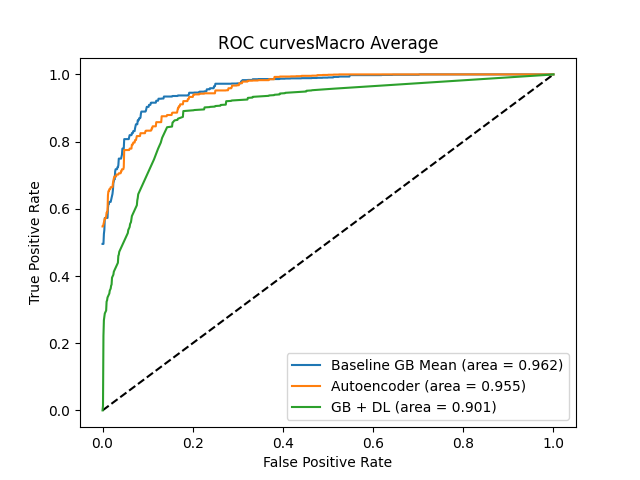 ROC curvesMacro Average
True Positive Rate
1.0
0.8
0.6
0.4
0.2
0.0
Baseline GB Mean (area = 0.962)
Autoencoder (area = 0.955)
GB + DL (area = 0.901)
0.0 0.2 0.4 0.6 0.8 1.0
False Positive Rate